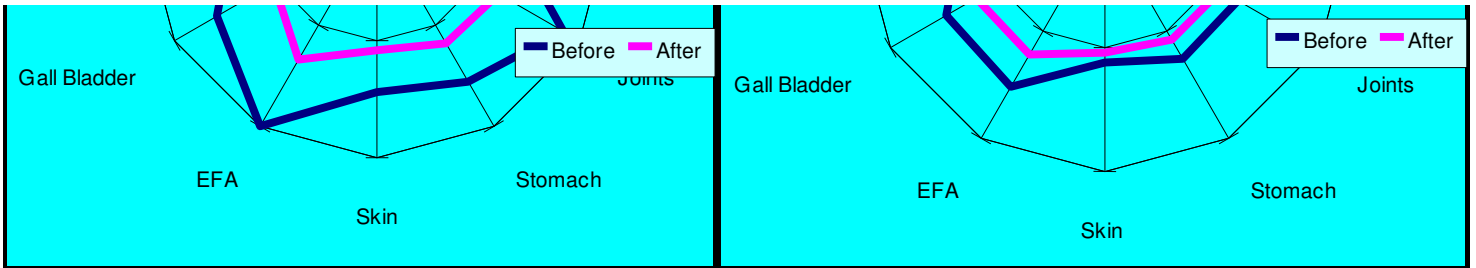 Before After
Gall Bladder
Joints
EFA
Stomach
Skin
Before After
Gall Bladder
Joints
EFA
Stomach
Skin